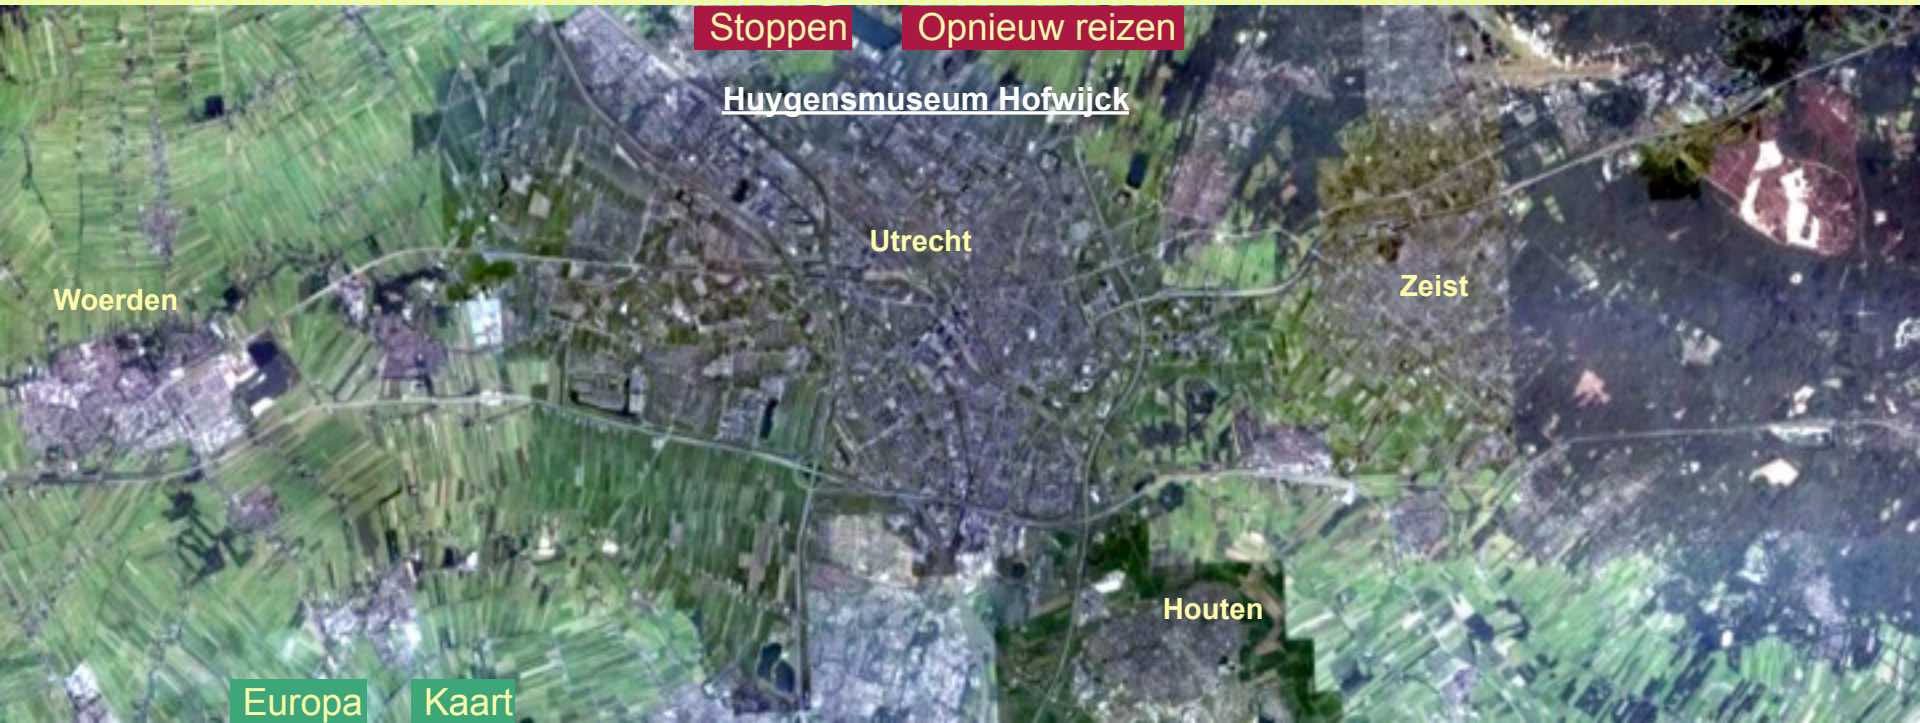 Stoppen Opnieuw reizen
Huygensmuseum Hofwijck
Utrecht
Woerden
Zeist
Houten
Europa Kaart